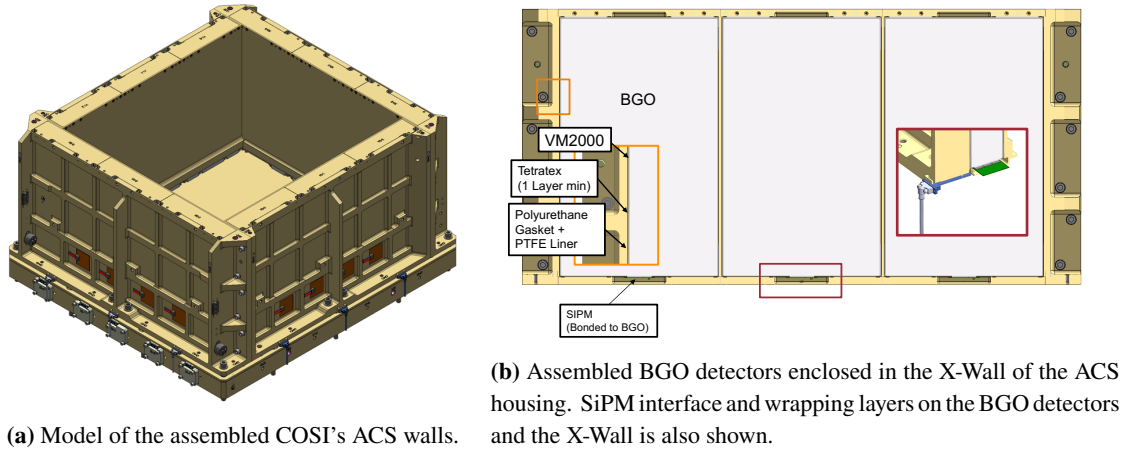 BGO
VM2000
Tetratex
(1 Layer min)
Polyurethane
Gasket +
PTFE Liner
SIPM
(Bonded to BGO)
(a) Model of the assembled COSI's ACS walls.
(b) Assembled BGO detectors enclosed in the X-Wall of the ACS
housing. SiPM interface and wrapping layers on the BGO detectors
and the X-Wall is also shown.